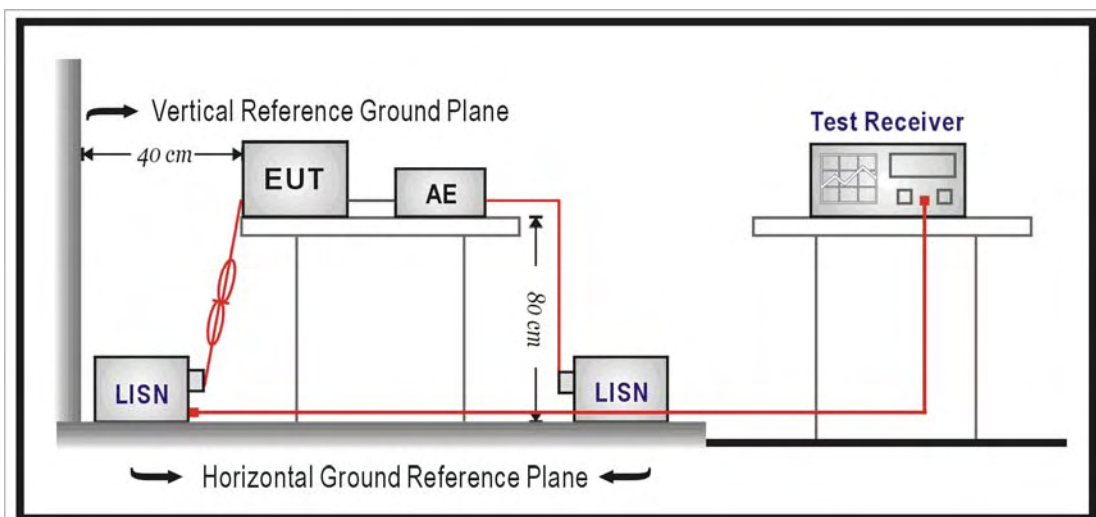 Vertical Reference Ground Plane
Test Receiver
40 cm
EUT
AE
80 cm
LISN
LISN
Horizontal Ground Reference Plane